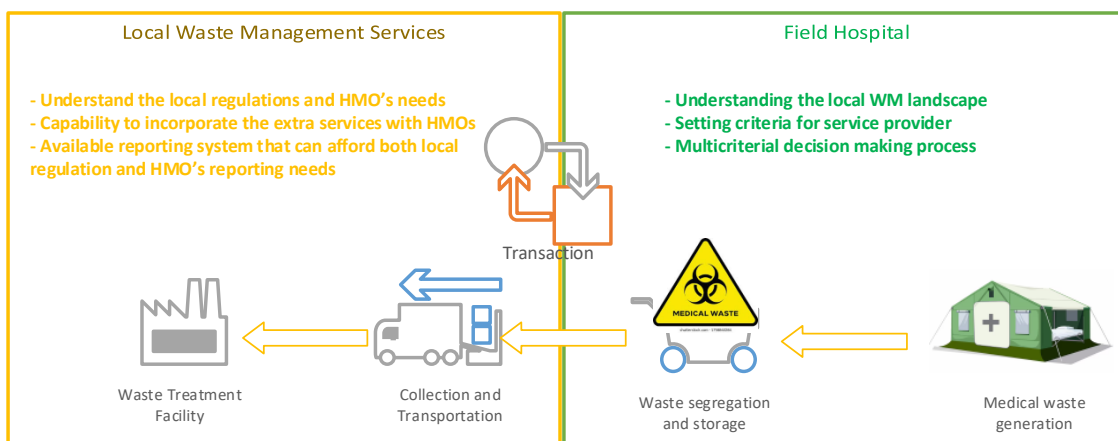 Local Waste Management Services
Field Hospital
- Understand the local regulations and HMO's needs
- Capability to incorporate the extra services with HMOs
- Available reporting system that can afford both local
regulation and HMO's reporting needs
- Understanding the local WM landscape
- Setting criteria for service provider
- Multicriterial decision making process
Transaction
MEDICAL WASTE
Waste Treatment
Facility
Collection and
Transportation
Waste segregation
and storage
Medical waste
generation